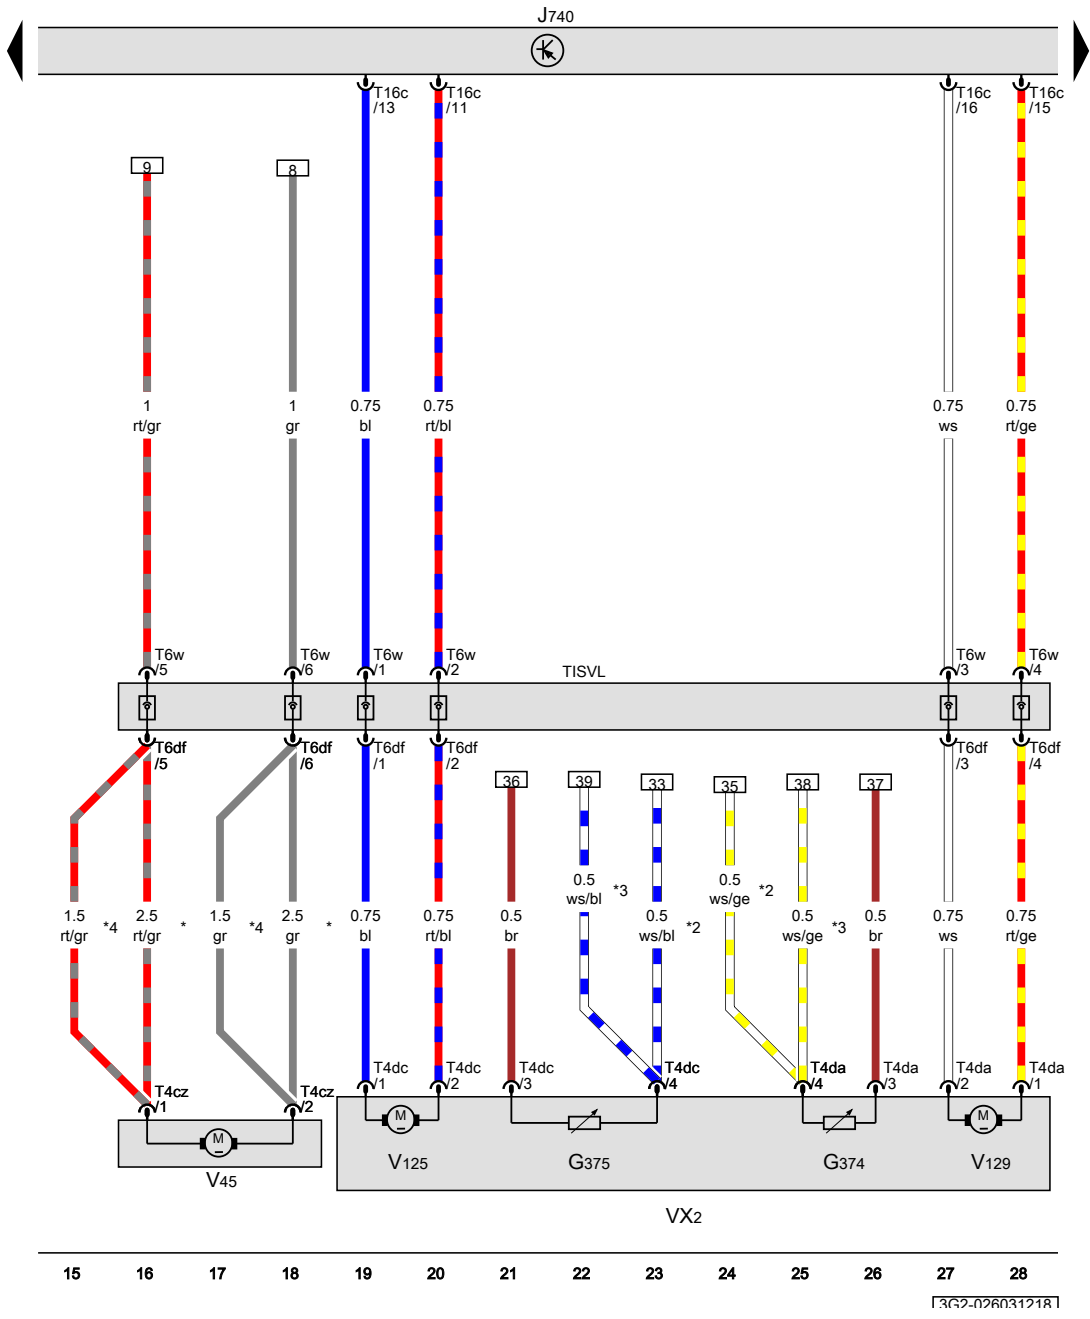 J740
T16c
/13
T16c
/11
T16c
/16
T16c
/15
9
8
1
rt/gr
1
gr
0.75
bl
0.75
rt/bl
0.75
ws
0.75
rt/ge
T6w
/5
T6w
/6
T6w
/1
T6w
/2
TISVL
T6w
/3
T6w
/4
T6df
/5
T6df
/6
T6df
/1
T6df
/2
T6df
/3
T6df
/4
36
39
33
35
38
37
0.5
ws/bl
*3
0.5
ws/ge
*2
1.5
rt/gr
*4
2.5
rt/gr
*
1.5
gr
*4
2.5
gr
*
0.75
bl
0.75
rt/bl
0.5
br
0.5
ws/bl
*2
0.5
ws/ge
*3
0.5
br
0.75
ws
0.75
rt/ge
T4cz
/1
T4cz
/2
T4dc
/1
T4dc
/2
T4dc
/3
T4dc
/4
T4da
/4
T4da
/3
T4da
/2
T4da
/1
M
M
M
V45
V125
G375
G374
V129
VX2
15 16 17 18 19 20 21 22 23 24 25 26 27 28
3G2-026031218